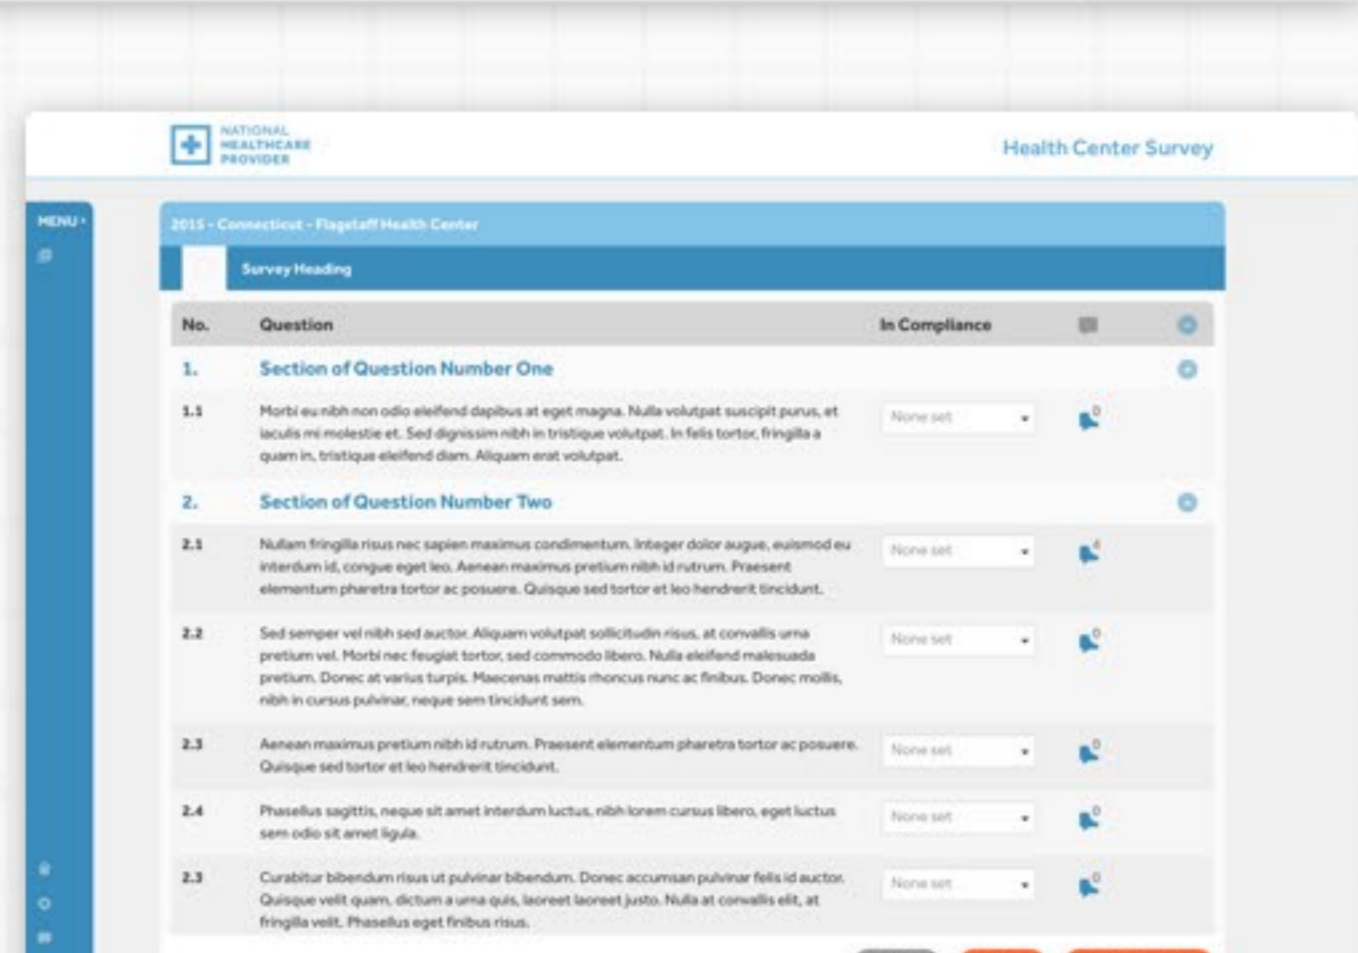 NATIONAL
HEALTHCARE
PROVIDER
Health Center Survey
MENU
2015 - Connecticut - Flagstaff Health Center
Survey Heading
No. Question In Compliance
1. Section of Question Number One
1.1 Morbi eu nibh non odio eleifend dapibus at eget magna. Nulla volutpat suscipit purus, et None set 0
iaculis mi molestie et. Sed dignissim nibh in tristique volutpat. In felis tortor, fringilla a
quam in, tristique eleifend diam. Aliquam erat volutpat.
2. Section of Question Number Two
2.1 Nullam fringilla risus nec sapien maximus condimentum. Integer dolor augue, euismod eu None set 4
interdum id, congue eget leo. Aenean maximus pretium nibh id rutrum. Praesent
elementum pharetra tortor ac posuere. Quisque sed tortor et leo hendrerit tincidunt.
2.2 Sed semper vel nibh sed auctor. Aliquam volutpat sollicitudin risus, at convallis urna None set 0
pretium vel. Morbi nec feugiat tortor, sed commodo libero. Nulla eleifend malesuada
pretium. Donec at varius turpis. Maecenas mattis rhoncus nunc ac finibus. Donec mollis,
nibh in cursus pulvinar, neque sem tincidunt sem.
2.3 Aenean maximus pretium nibh id rutrum. Praesent elementum pharetra tortor ac posuere. None set 0
Quisque sed tortor et leo hendrerit tincidunt.
2.4 Phasellus sagittis, neque sit amet interdum luctus, nibh lorem cursus libero, eget luctus None set 0
sem odio sit amet ligula.
2.3 Curabitur bibendum risus ut pulvinar bibendum. Donec accumsan pulvinar felis id auctor. None set 0
Quisque velit quam, dictum a urna quis, laoreet laoreet justo. Nulla at convallis elit, at
fringilla velit. Phasellus eget finibus risus.